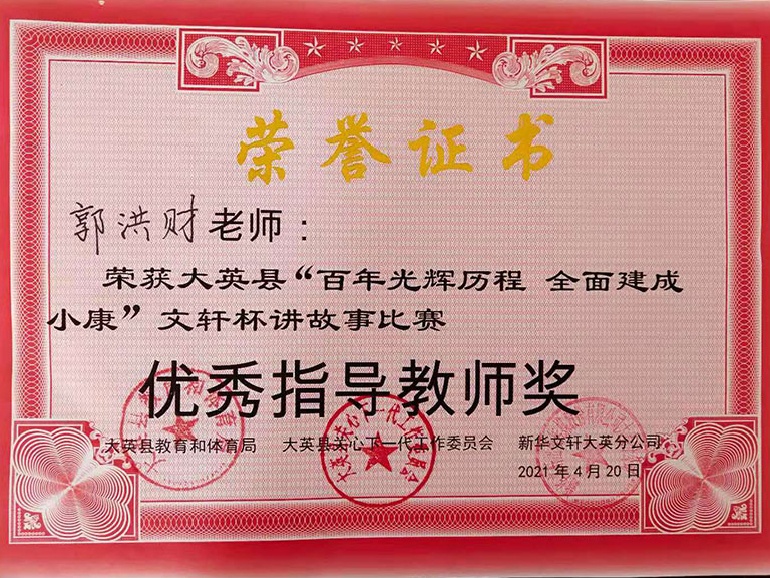 荣誉证书
郭洪财老师：
荣获大英县“百年光辉历程 全面建成
小康”文轩杯讲故事比赛
优秀指导教师奖
大英县教育和体育局 大英县关心下一代工作委员会 新华文轩大英分公司
2021年4月20日